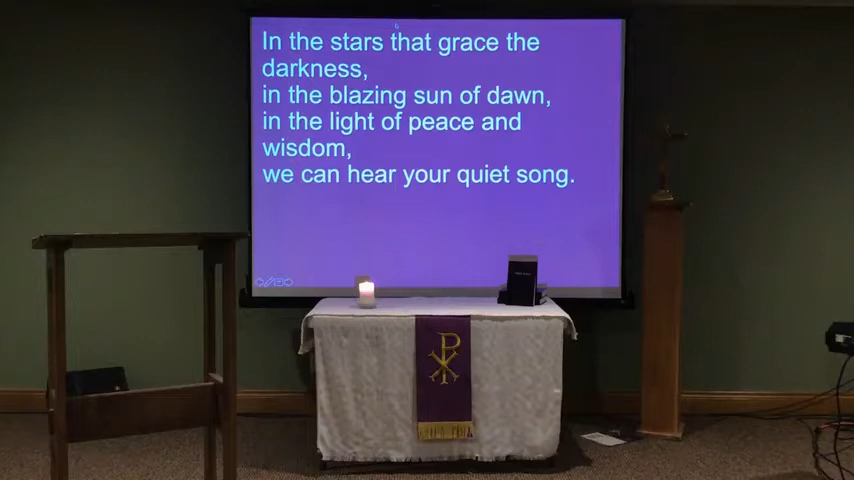 In the stars that grace the
darkness,
in the blazing sun of dawn,
in the light of peace and
wisdom,
we can hear your quiet song.